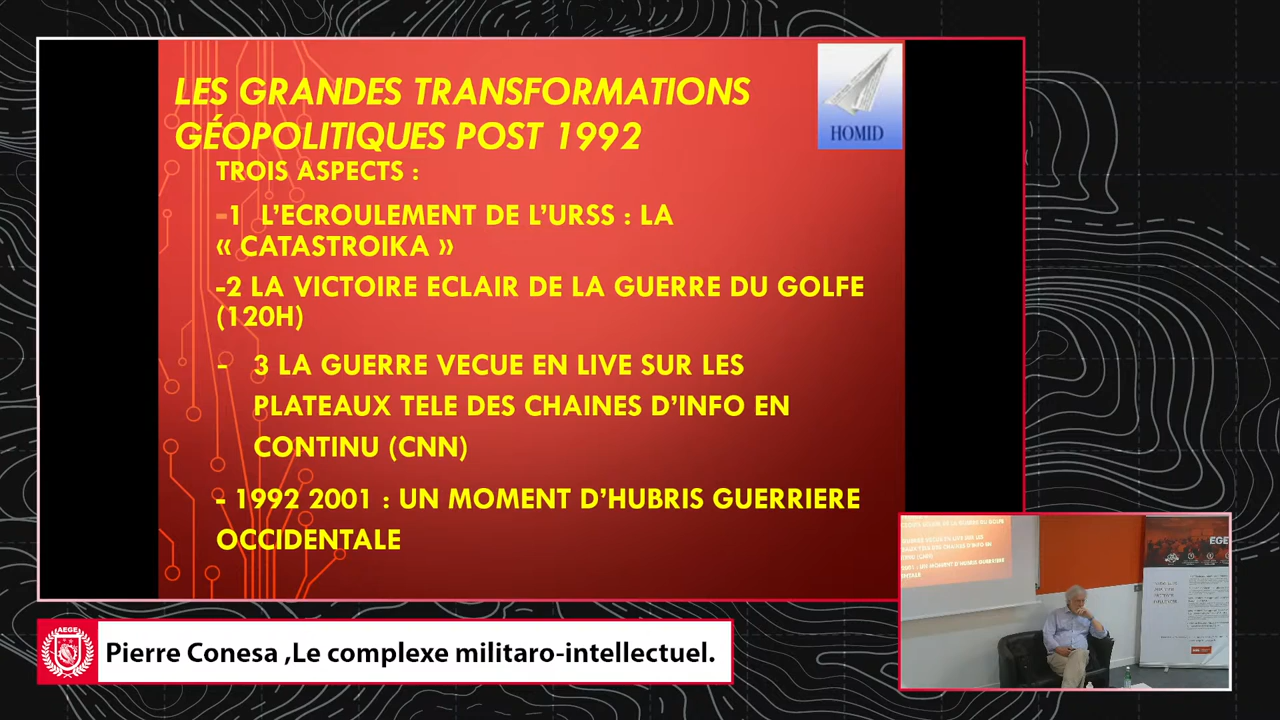 LES GRANDES TRANSFORMATIONS
GÉOPOLITIQUES POST 1992
HOMID
TROIS ASPECTS :
-1 L'ECROULEMENT DE L'URSS : LA
« CATASTROIKA »
-2 LA VICTOIRE ECLAIR DE LA GUERRE DU GOLFE
(120H)
- 3 LA GUERRE VECUE EN LIVE SUR LES
PLATEAUX TELE DES CHAINES D'INFO EN
CONTINU (CNN)
- 1992 2001 : UN MOMENT D'HUBRIS GUERRIERE
OCCIDENTALE
EGE
AEGE
Pierre Conesa ,Le complexe militaro-intellectuel.